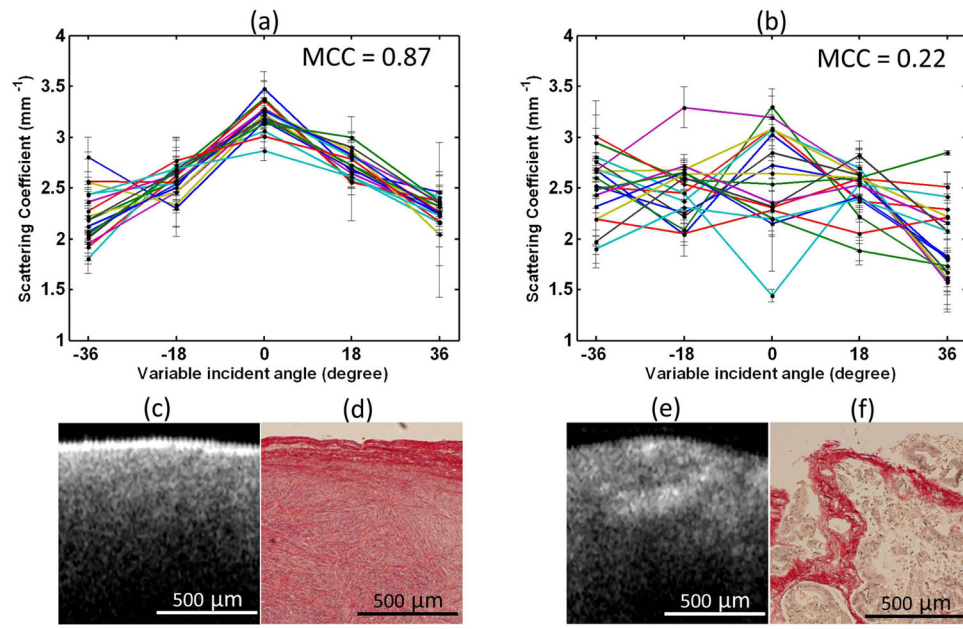 (a)
MCC = 0.87
4
3.5
3
2.5
2
1.5
1
Scattering Coefficient (mm⁻¹)
-36 -18 0 18 36
Variable incident angle (degree)
(b)
MCC = 0.22
4
3.5
3
2.5
2
1.5
1
Scattering Coefficient (mm⁻¹)
-36 -18 0 18 36
Variable incident angle (degree)
(c) (d) (e) (f)
500 µm 500 µm 500 µm 500 µm